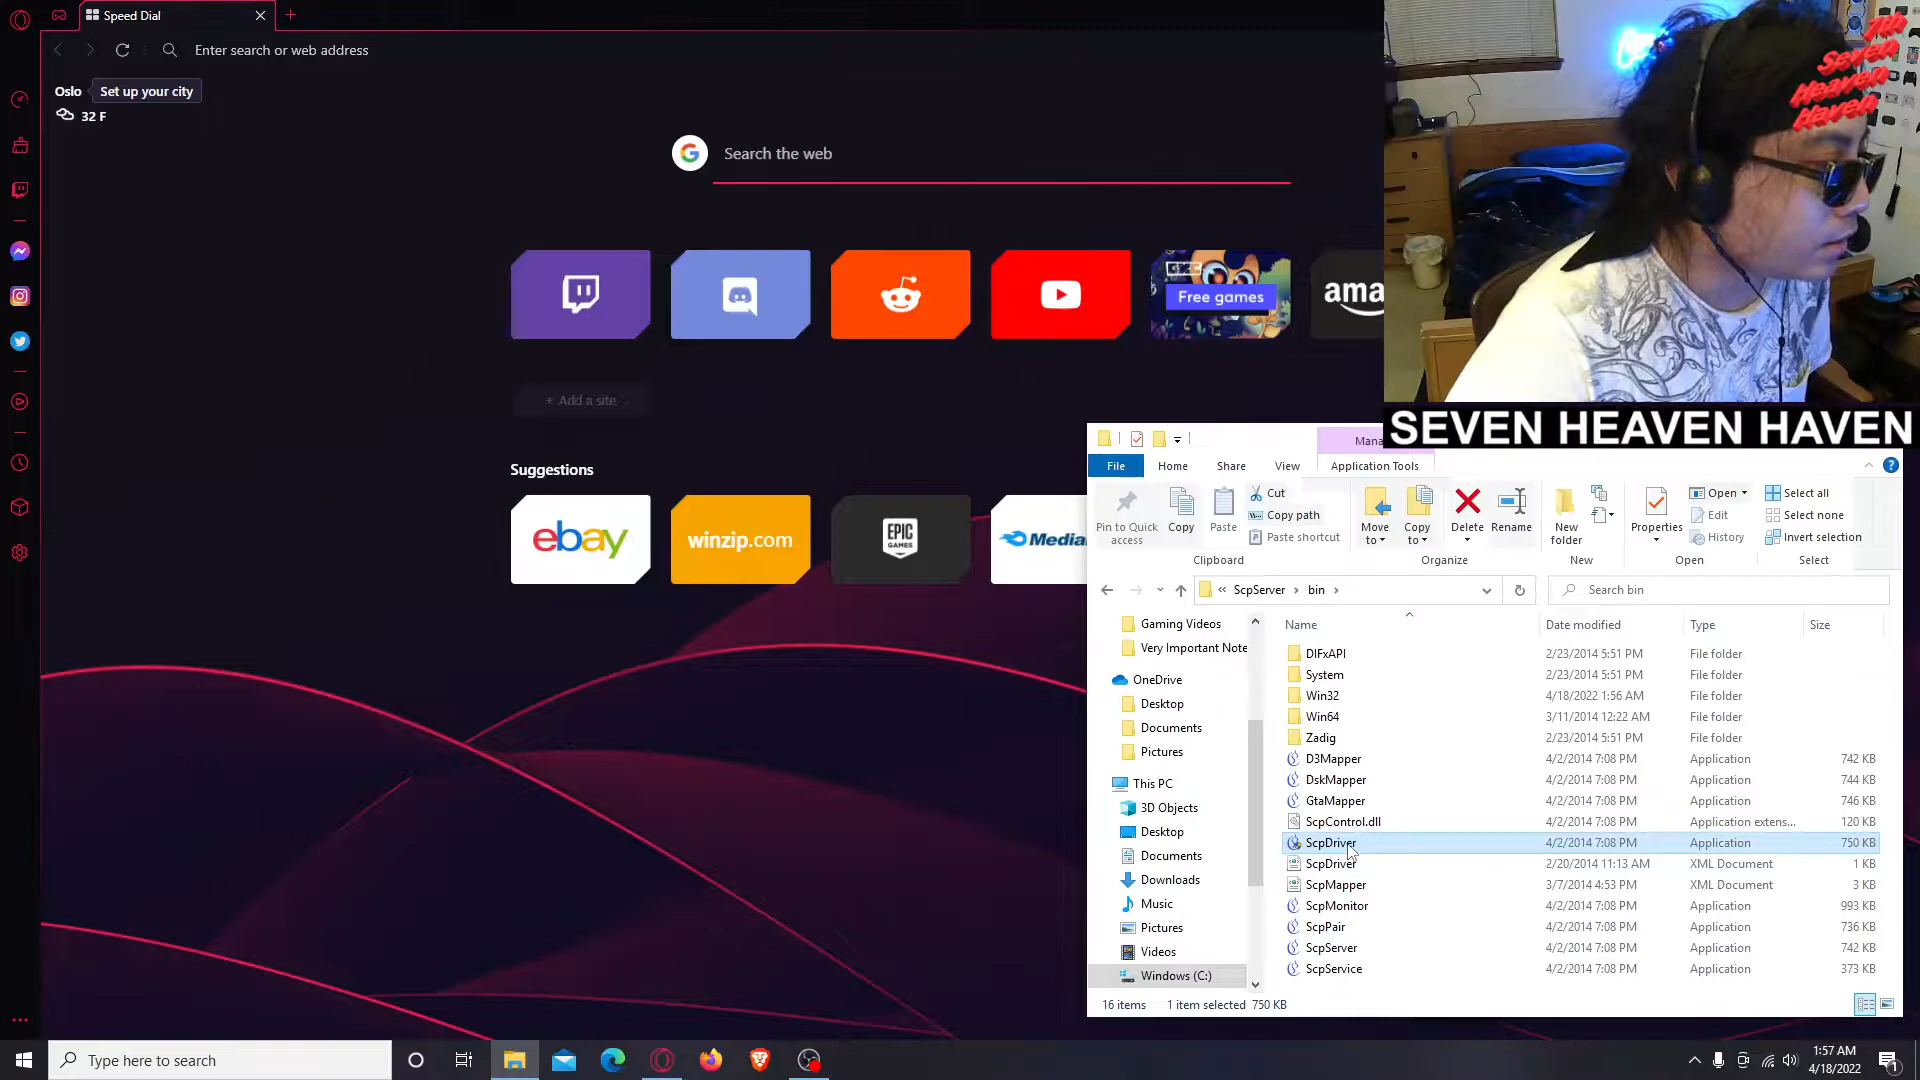 Speed Dial
Enter search or web address
Oslo
Set up your city
32 F
Search the web
Free games
ama
+ Add a site
Suggestions
ebay
winzip.com
EPIC GAMES
Media
Seven
Heaven
Haven
SEVEN HEAVEN HAVEN
Mana
File
Home
Share
View
Application Tools
Pin to Quick access
Copy
Paste
Cut
Copy path
Paste shortcut
Clipboard
Move to
Copy to
Delete
Rename
Organize
New folder
New
Properties
Open
Edit
History
Open
Select all
Select none
Invert selection
Select
« ScpServer > bin >
Search bin
Gaming Videos
Very Important Note
OneDrive
Desktop
Documents
Pictures
This PC
3D Objects
Desktop
Documents
Downloads
Music
Pictures
Videos
Windows (C:)
Name Date modified Type Size
DIFxAPI 2/23/2014 5:51 PM File folder
System 2/23/2014 5:51 PM File folder
Win32 4/18/2022 1:56 AM File folder
Win64 3/11/2014 12:22 AM File folder
Zadig 2/23/2014 5:51 PM File folder
D3Mapper 4/2/2014 7:08 PM Application 742 KB
DskMapper 4/2/2014 7:08 PM Application 744 KB
GtaMapper 4/2/2014 7:08 PM Application 746 KB
ScpControl.dll 4/2/2014 7:08 PM Application extens... 120 KB
ScpDriver 4/2/2014 7:08 PM Application 750 KB
ScpDriver 2/20/2014 11:13 AM XML Document 1 KB
ScpMapper 3/7/2014 4:53 PM XML Document 3 KB
ScpMonitor 4/2/2014 7:08 PM Application 993 KB
ScpPair 4/2/2014 7:08 PM Application 736 KB
ScpServer 4/2/2014 7:08 PM Application 742 KB
ScpService 4/2/2014 7:08 PM Application 373 KB
16 items 1 item selected 750 KB
Type here to search
1:57 AM
4/18/2022
1